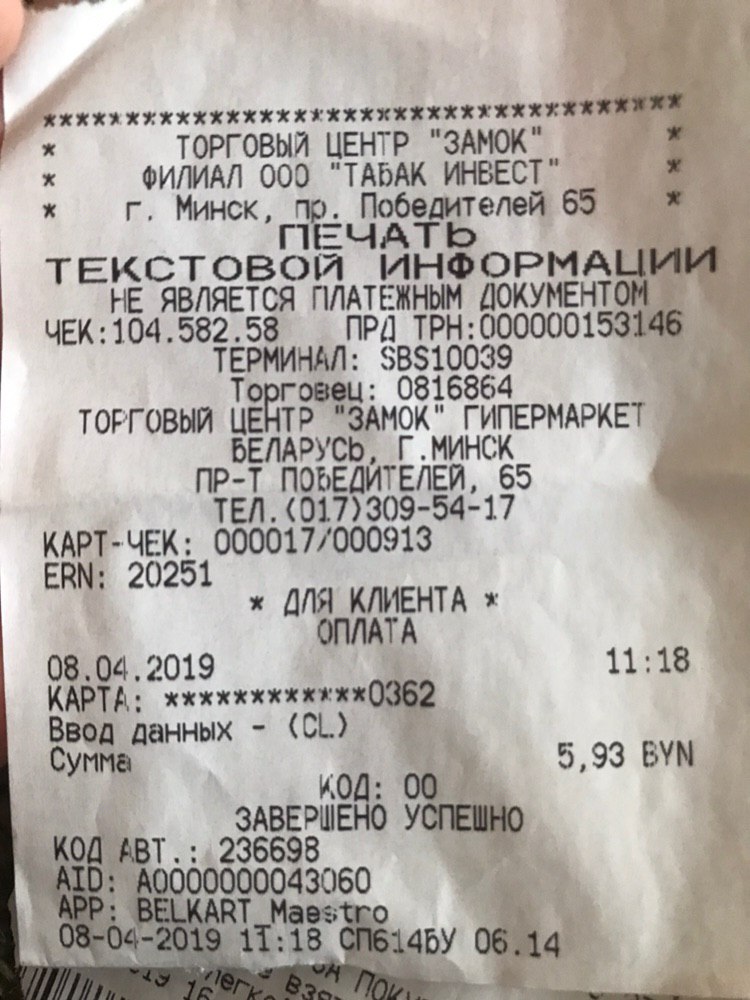 ****************************************
* ТОРГОВЫЙ ЦЕНТР "ЗАМОК" *
* ФИЛИАЛ ООО "ТАБАК ИНВЕСТ" *
* г. Минск, пр. Победителей 65 *
ПЕЧАТЬ
ТЕКСТОВОЙ ИНФОРМАЦИИ
НЕ ЯВЛЯЕТСЯ ПЛАТЕЖНЫМ ДОКУМЕНТОМ
ЧЕК:104.582.58 ПРД ТРН:000000153146
ТЕРМИНАЛ: SBS10039
Торговец: 0816864
ТОРГОВЫЙ ЦЕНТР "ЗАМОК" ГИПЕРМАРКЕТ
БЕЛАРУСЬ, Г.МИНСК
ПР-Т ПОБЕДИТЕЛЕЙ, 65
ТЕЛ.(017)309-54-17
КАРТ-ЧЕК: 000017/000913
ERN: 20251
* ДЛЯ КЛИЕНТА *
ОПЛАТА
08.04.2019 11:18
КАРТА: ************0362
Ввод данных - (CL)
Сумма 5,93 BYN
КОД: 00
ЗАВЕРШЕНО УСПЕШНО
КОД АВТ.: 236698
AID: A0000000043060
APP: BELKART Maestro
08-04-2019 11:18 СП614БУ 06.14